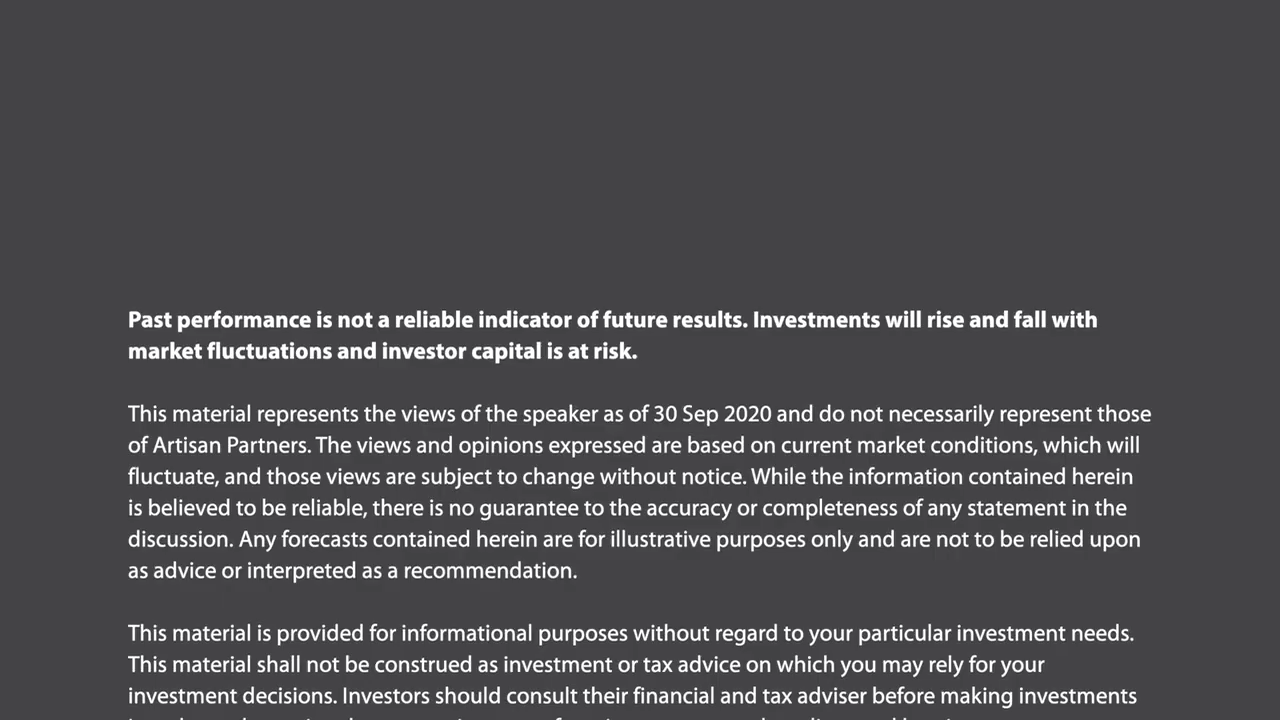 Past performance is not a reliable indicator of future results. Investments will rise and fall with
market fluctuations and investor capital is at risk.
This material represents the views of the speaker as of 30 Sep 2020 and do not necessarily represent those
of Artisan Partners. The views and opinions expressed are based on current market conditions, which will
fluctuate, and those views are subject to change without notice. While the information contained herein
is believed to be reliable, there is no guarantee to the accuracy or completeness of any statement in the
discussion. Any forecasts contained herein are for illustrative purposes only and are not to be relied upon
as advice or interpreted as a recommendation.
This material is provided for informational purposes without regard to your particular investment needs.
This material shall not be construed as investment or tax advice on which you may rely for your
investment decisions. Investors should consult their financial and tax adviser before making investments